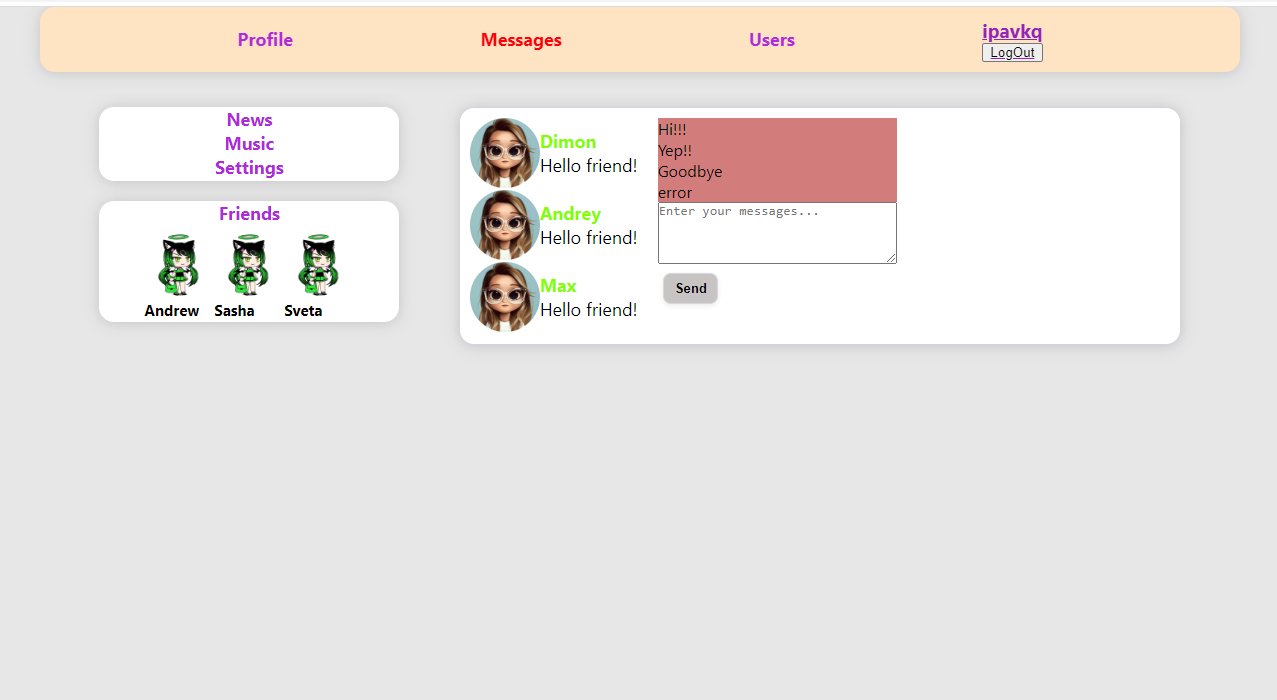 Profile
Messages
Users
ipavkq
LogOut
News
Music
Settings
Friends
Andrew
Sasha
Sveta
Dimon
Hello friend!
Andrey
Hello friend!
Max
Hello friend!
Hi!!!
Yep!!
Goodbye
error
Enter your messages...
Send